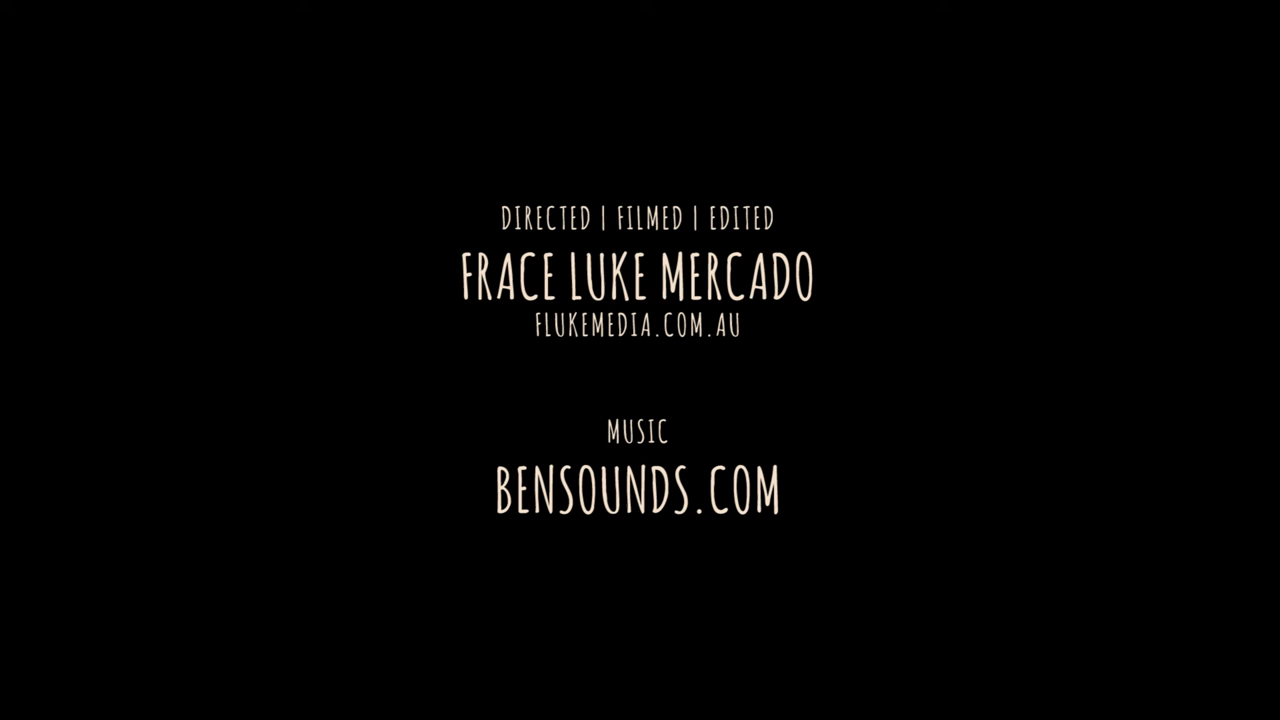 DIRECTED | FILMED | EDITED
FRACE LUKE MERCADO
FLUKEMEDIA.COM.AU
MUSIC
BENSOUNDS.COM